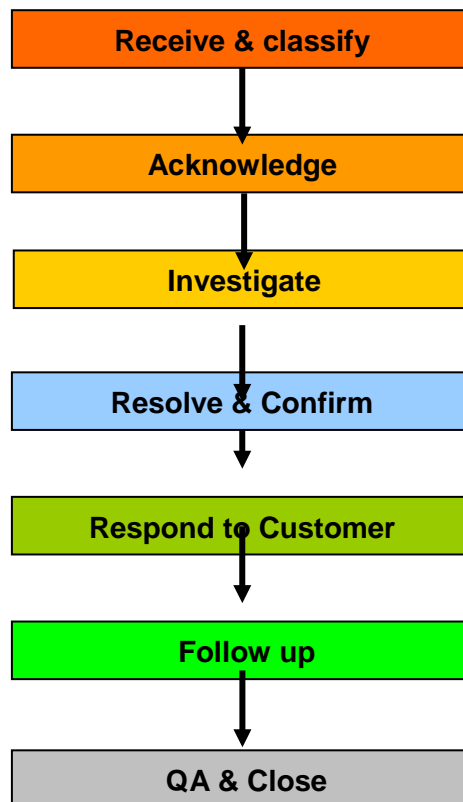 Receive & classify
Acknowledge
Investigate
Resolve & Confirm
Respond to Customer
Follow up
QA & Close